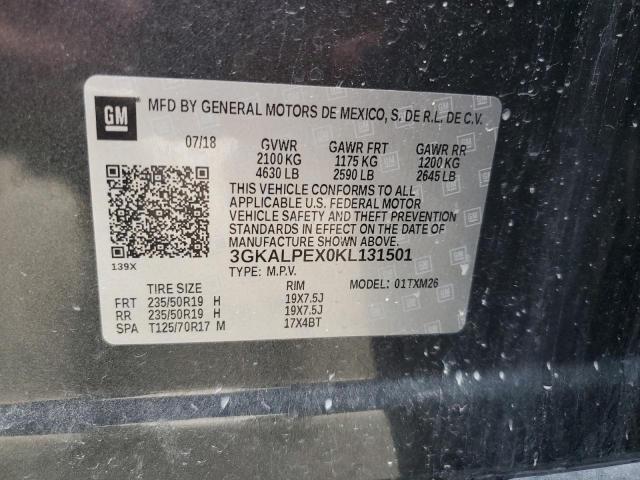 GM MFD BY GENERAL MOTORS DE MEXICO, S. DE R.L. DE C.V.
07/18 GVWR GAWR FRT GAWR RR
2100 KG 1175 KG 1200 KG
4630 LB 2590 LB 2645 LB
THIS VEHICLE CONFORMS TO ALL
APPLICABLE U.S. FEDERAL MOTOR
VEHICLE SAFETY AND THEFT PREVENTION
STANDARDS IN EFFECT ON THE DATE OF
MANUFACTURE SHOWN ABOVE.
139X 3GKALPEX0KL131501
TYPE: M.P.V.
TIRE SIZE RIM MODEL: 01TXM26
FRT 235/50R19 H 19X7.5J
RR 235/50R19 H 19X7.5J
SPA T125/70R17 M 17X4BT